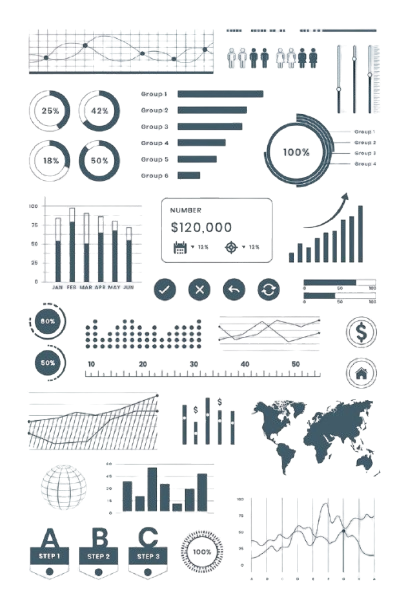 25%
42%
18%
50%
Group 1
Group 2
Group 3
Group 4
Group 5
Group 6
100%
Group 1
Group 2
Group 3
Group 4
100
75
50
25
0
JAN FEB MAR APR MAY JUN
NUMBER
$120,000
12% 12%
0 50 100
0 50 100
80%
50%
10 20 30 40 50
$
$
$
A B C
STEP 1 STEP 2 STEP 3
100%